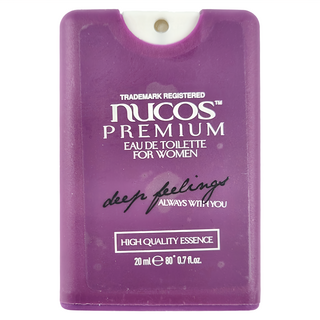 TRADEMARK REGISTERED
nucos™
PREMIUM
EAU DE TOILETTE
FOR WOMEN
deep feelings
ALWAYS WITH YOU
HIGH QUALITY ESSENCE
20 ml ℮ 80° 0.7 fl.oz.